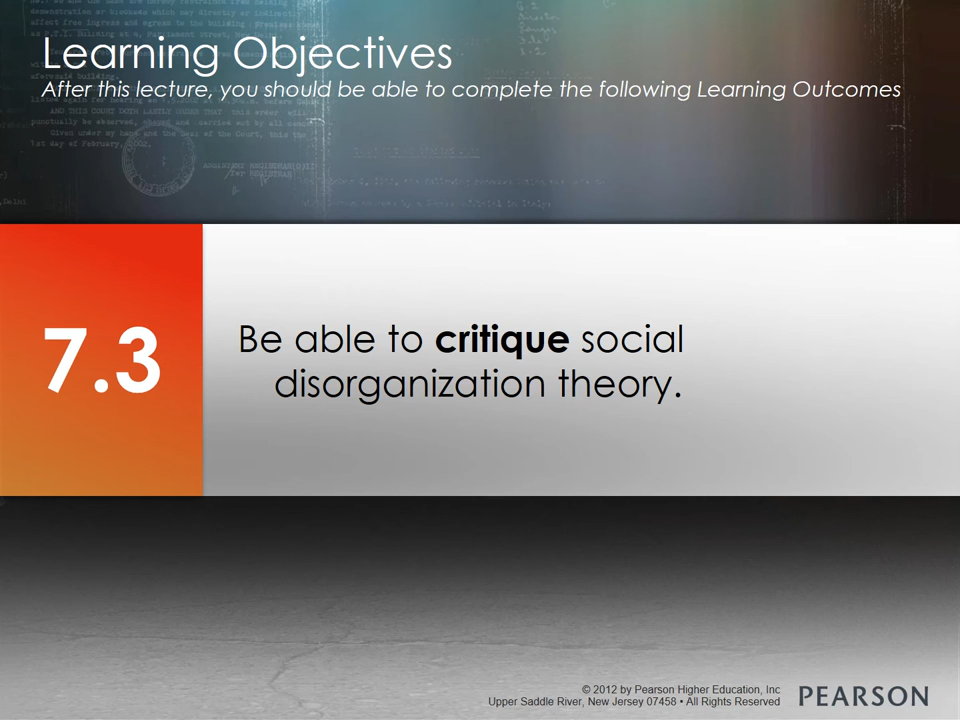 Learning Objectives
After this lecture, you should be able to complete the following Learning Outcomes
7.3
Be able to critique social
disorganization theory.
© 2012 by Pearson Higher Education, Inc
Upper Saddle River, New Jersey 07458 • All Rights Reserved
PEARSON